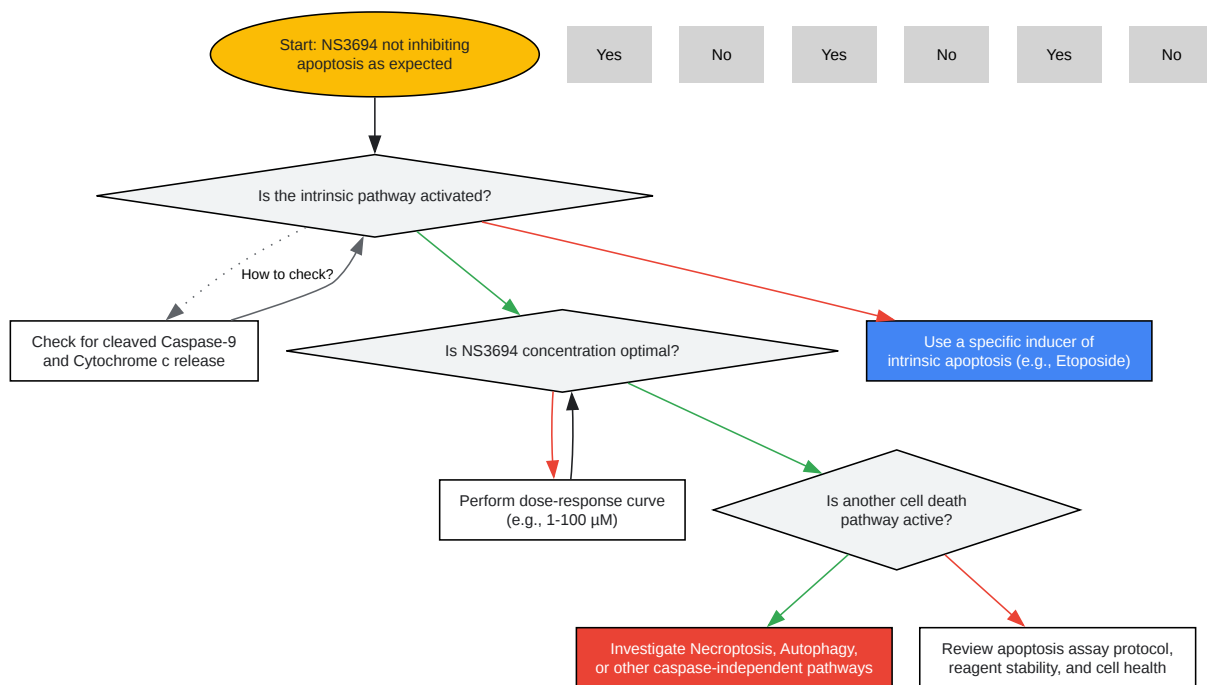 Start: NS3694 not inhibiting
apoptosis as expected
Yes
No
Yes
No
Yes
No
Is the intrinsic pathway activated?
How to check?
Check for cleaved Caspase-9
and Cytochrome c release
Is NS3694 concentration optimal?
Use a specific inducer of
intrinsic apoptosis (e.g., Etoposide)
Perform dose-response curve
(e.g., 1-100 µM)
Is another cell death
pathway active?
Investigate Necroptosis, Autophagy,
or other caspase-independent pathways
Review apoptosis assay protocol,
reagent stability, and cell health